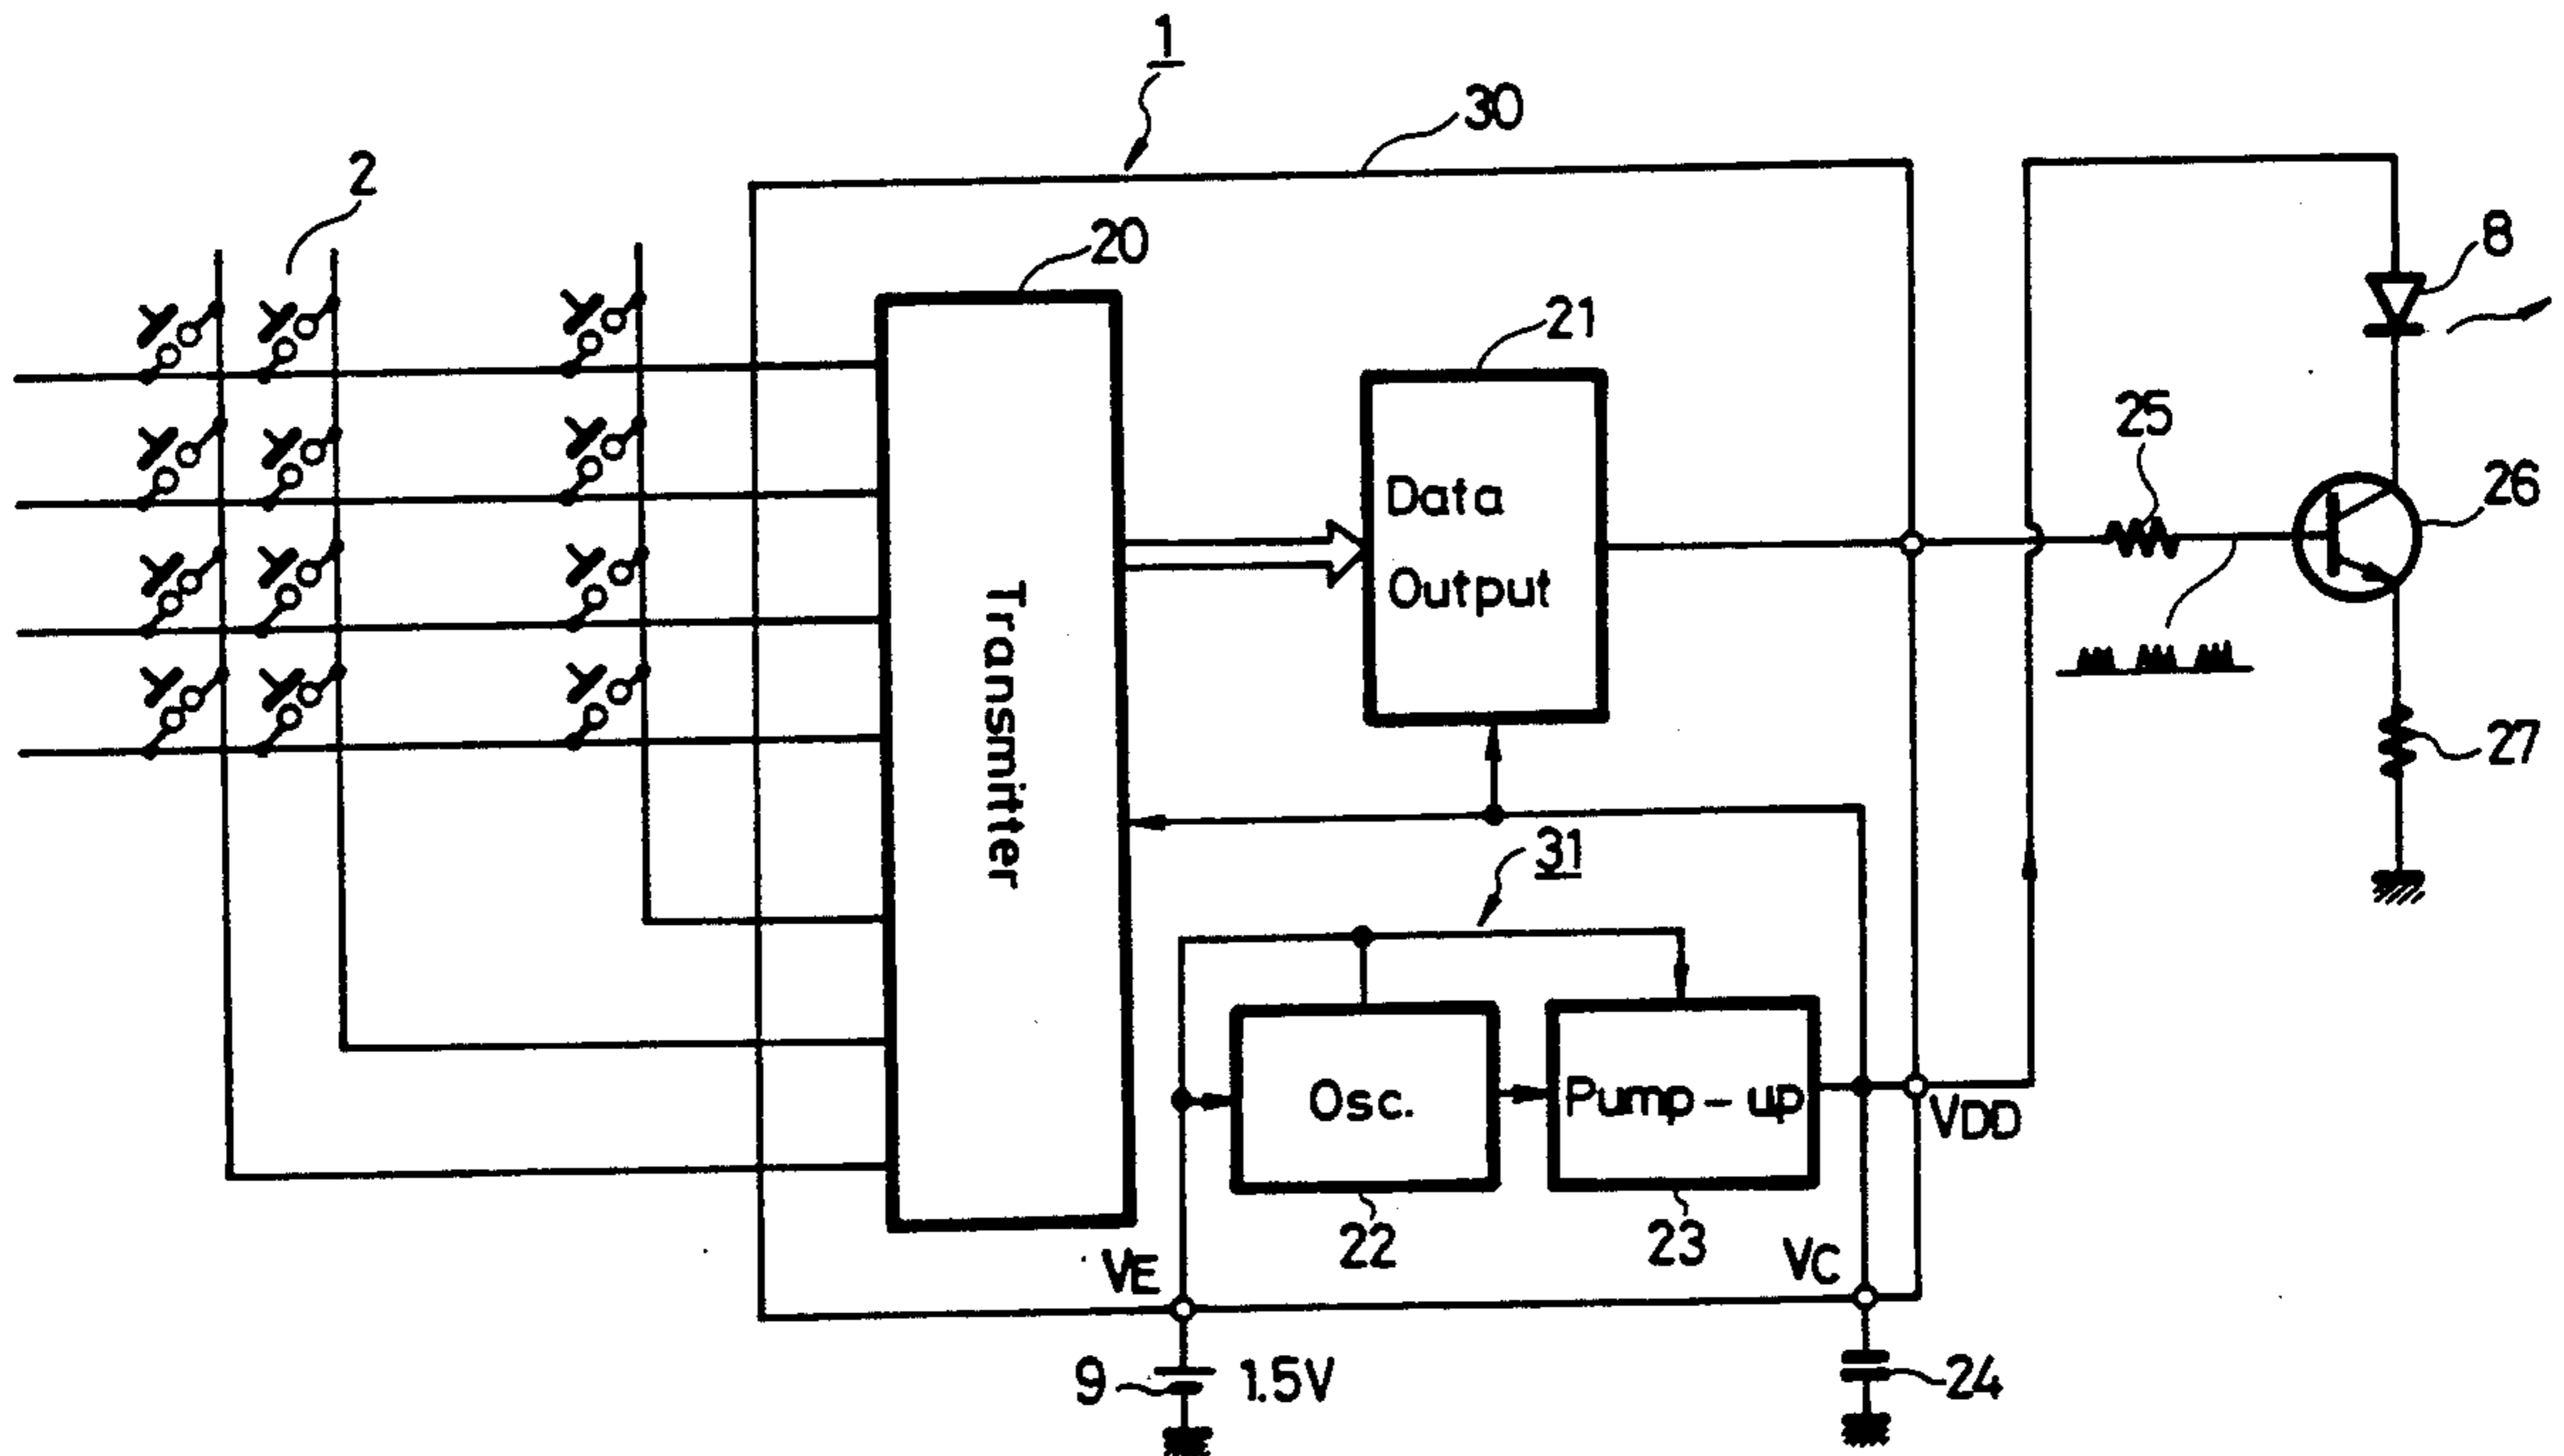 1
30
2
20
8
21
25
26
Data
Output
Transnitter
27
31
Osc.
Pump-up
VDD
22
23
VE
VC
9
1.5V
24